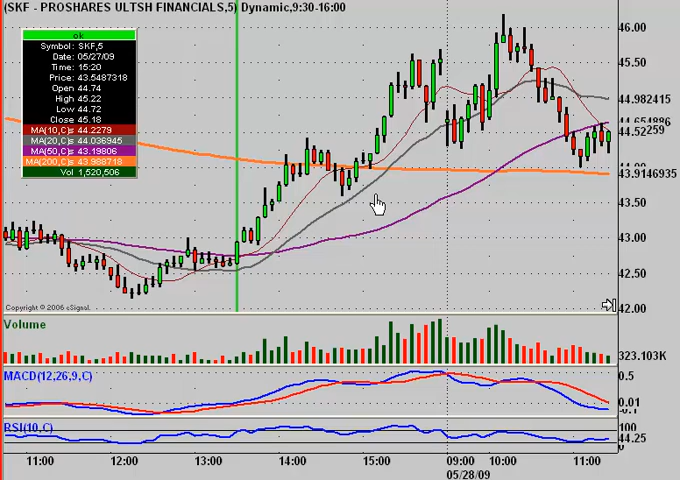 (SKF - PROSHARES ULTSH FINANCIALS,5) Dynamic,9:30-16:00
ok
Symbol: SKF,5
Date: 05/27/09
Time: 15:20
Price: 43.5487318
Open 44.74
High 45.22
Low 44.72
Close 45.18
MA(10,C)= 44.2279
MA(20,C)= 44.036945
MA(50,C)= 43.19806
MA(200,C)= 43.988718
Vol 1,520,506
46.00
45.50
44.982415
44.52259
43.9146935
43.50
43.00
42.50
42.00
Copyright © 2006 eSignal.
Volume
323.103K
MACD(12,26,9,C)
0.5
0.01
RSI(10,C)
44.25
11:00 12:00 13:00 14:00 15:00 09:00 10:00 11:00
05/28/09